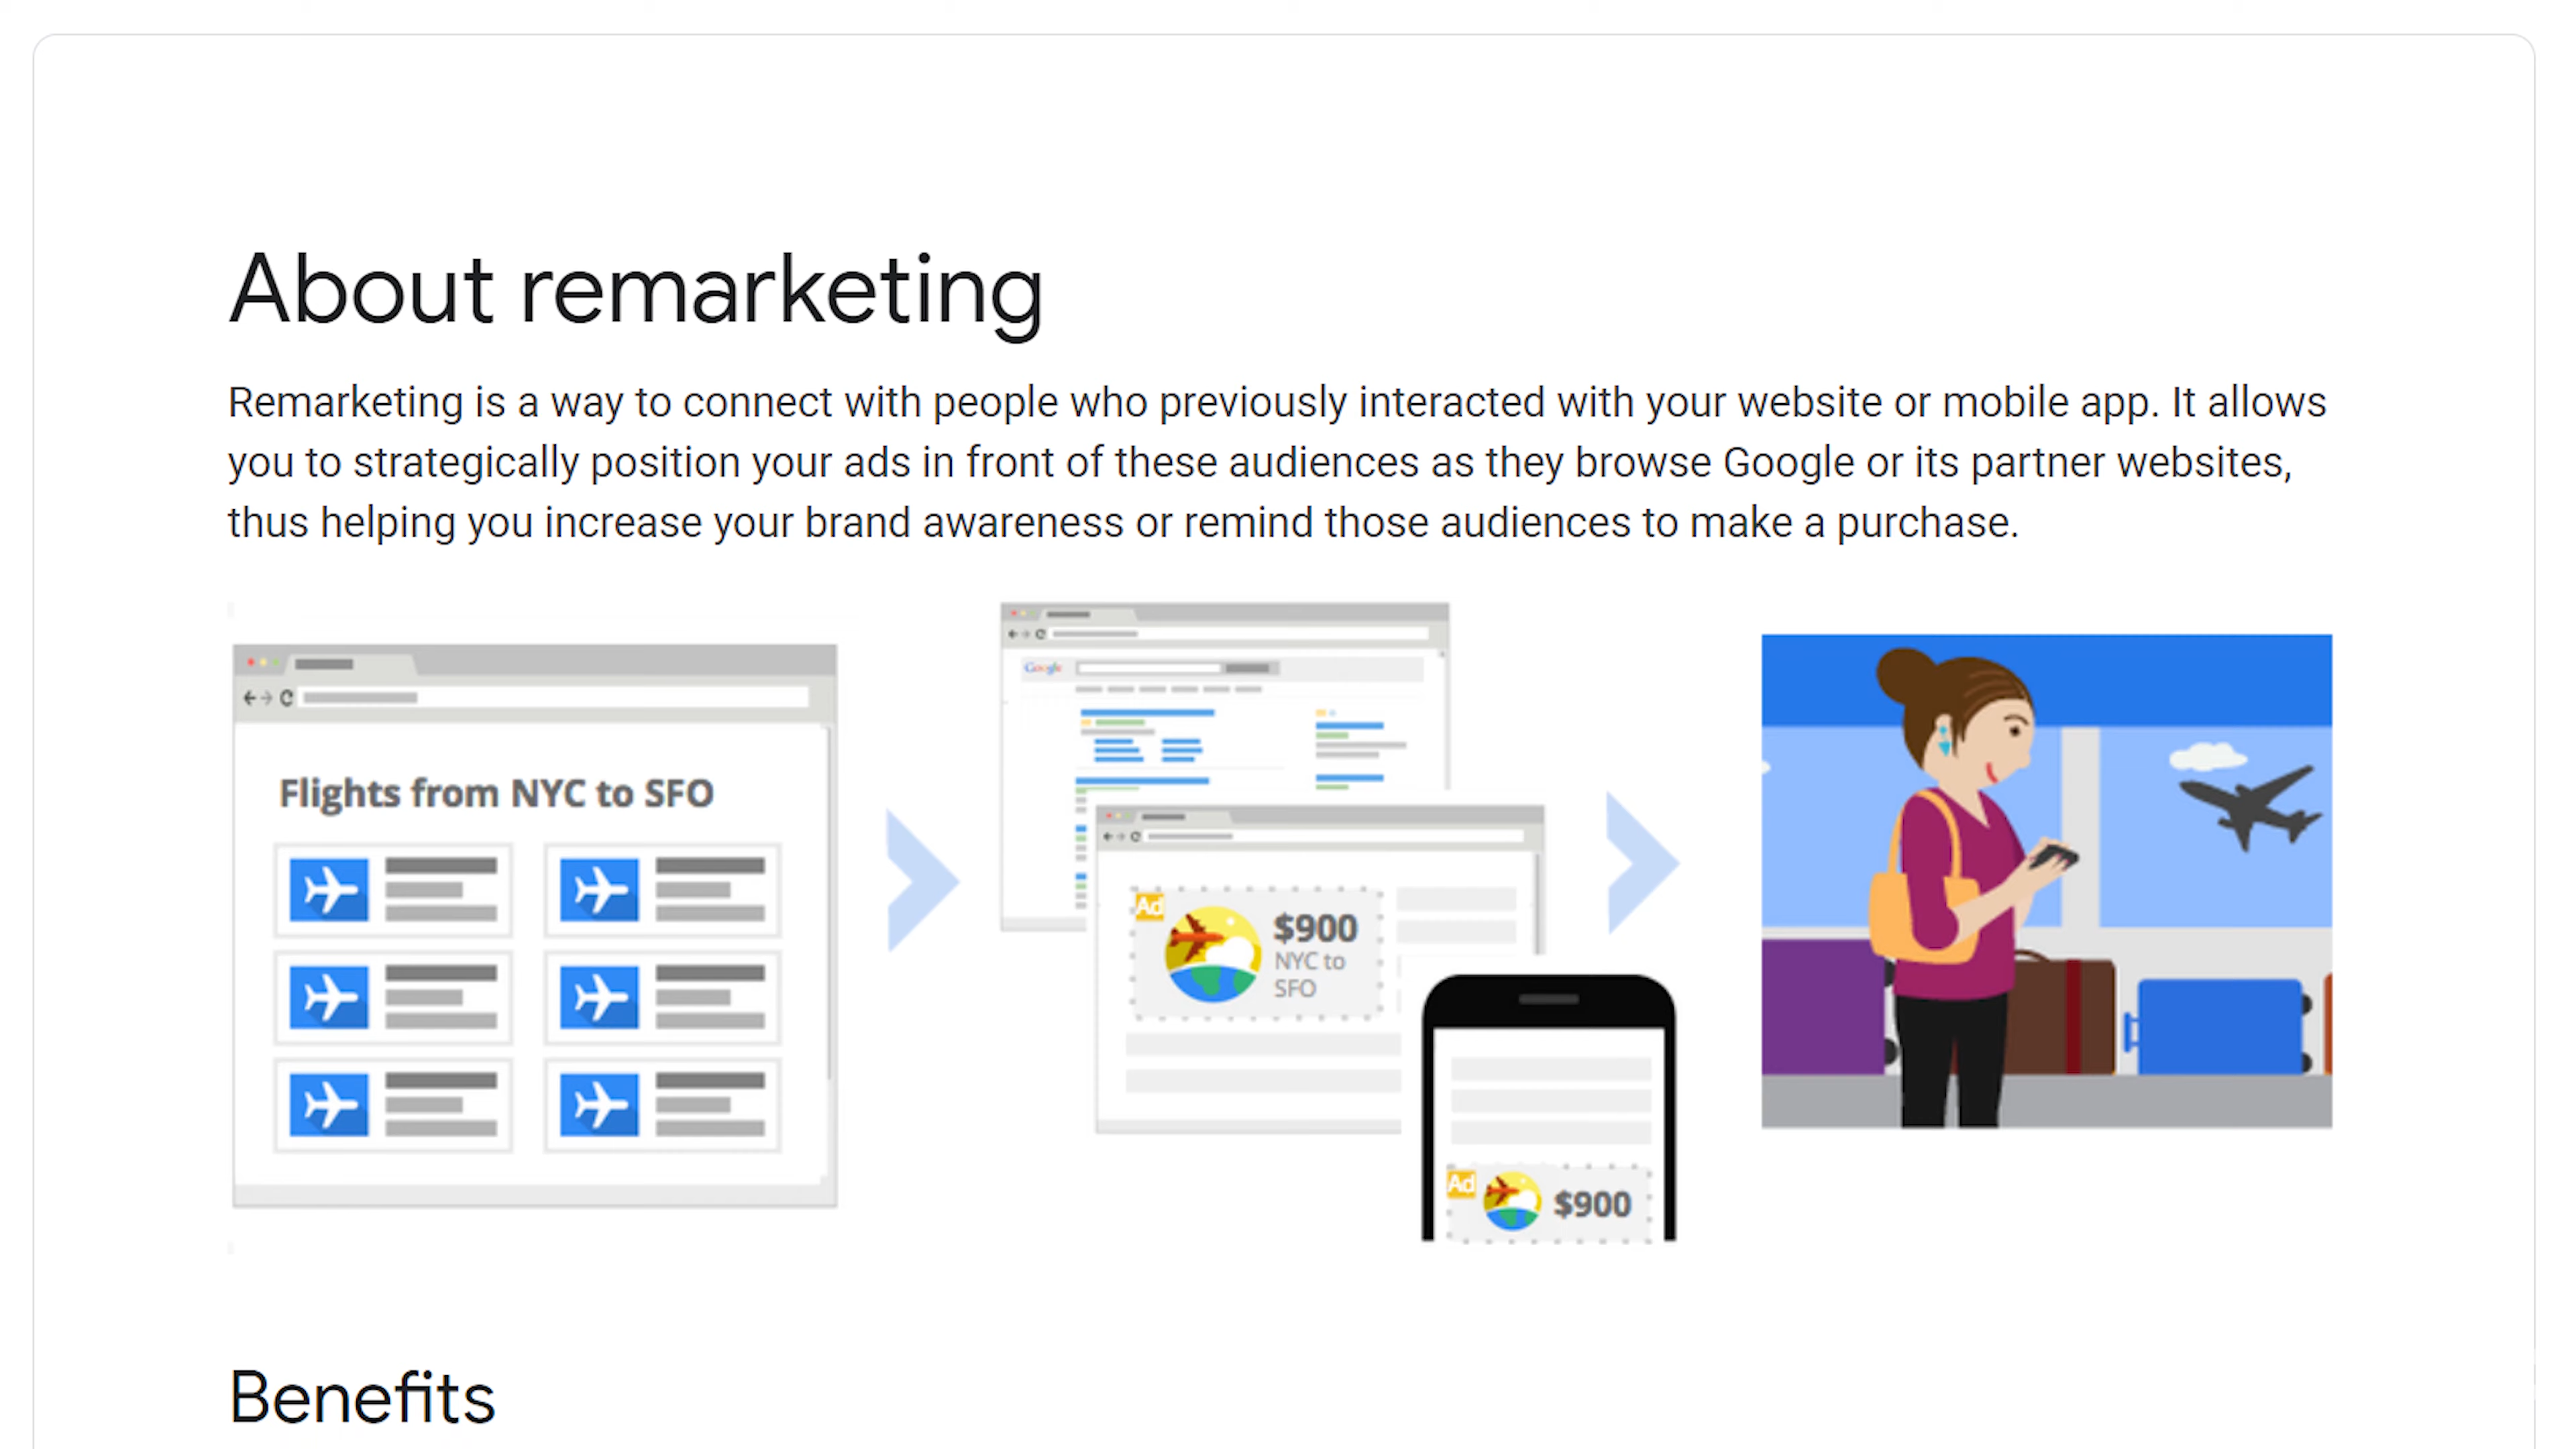 About remarketing
Remarketing is a way to connect with people who previously interacted with your website or mobile app. It allows
you to strategically position your ads in front of these audiences as they browse Google or its partner websites,
thus helping you increase your brand awareness or remind those audiences to make a purchase.
Flights from NYC to SFO
Google
Ad
$900
NYC to
SFO
Ad
$900
Benefits